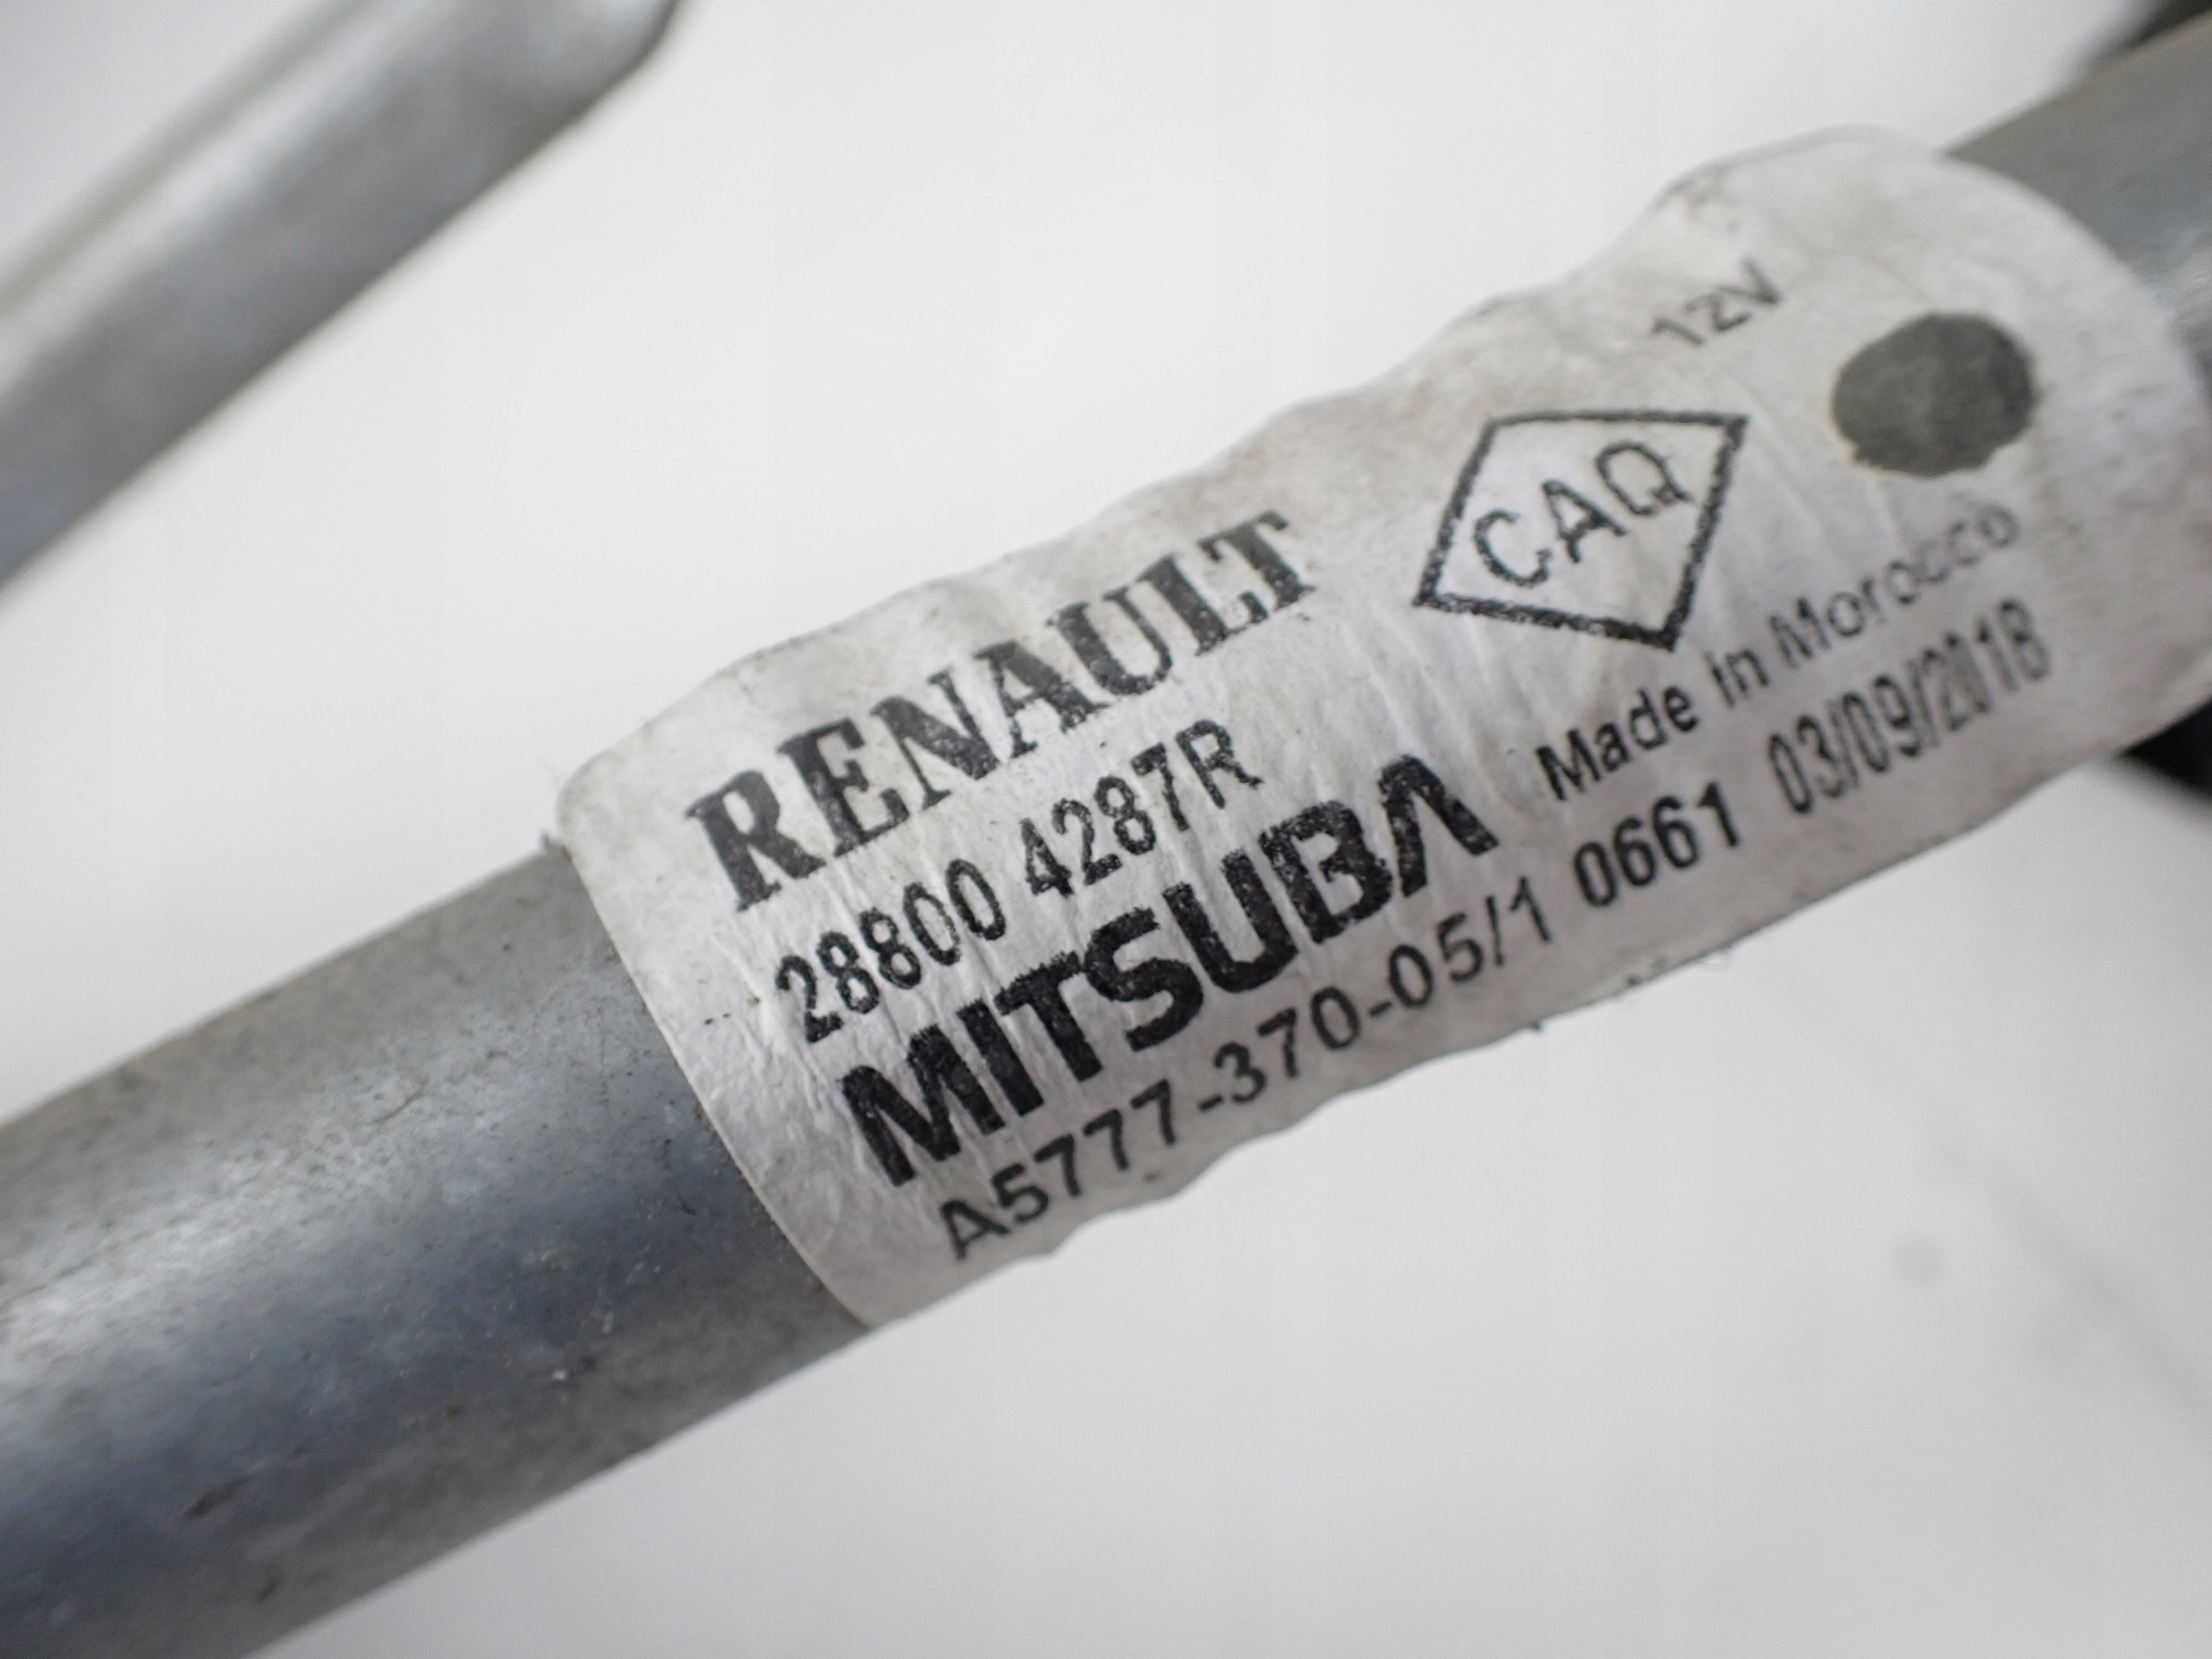 12V
CAQ
RENAULT
28800 4287R
Made in Morocco
MITSUBA
A5777-370-05/1 0661 03/09/2018